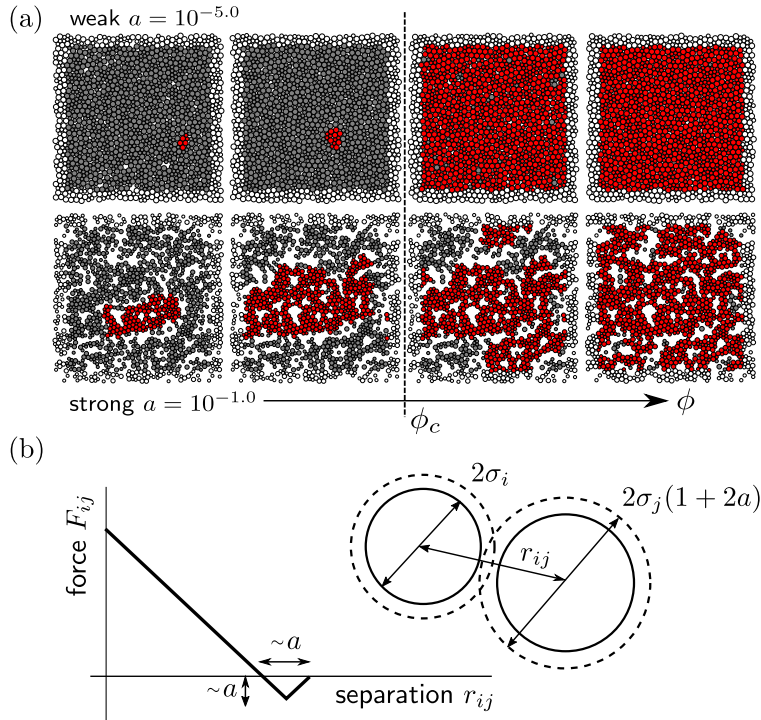 (a) weak a = 10^{-5.0}
strong a = 10^{-1.0}
ϕ_c
ϕ
(b)
force F_{ij}
~a
~a
separation r_{ij}
2σ_i
2σ_j(1 + 2a)
r_{ij}